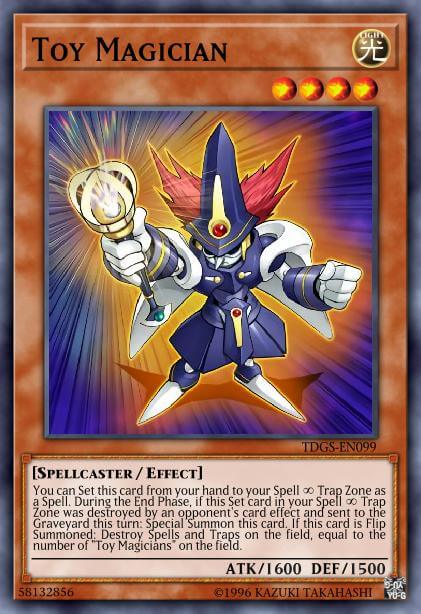 TOY MAGICIAN
LIGHT
光
TDGS-EN099
[SPELLCASTER / EFFECT]
You can Set this card from your hand to your Spell ∞ Trap Zone as
a Spell. During the End Phase, if this Set card in your Spell ∞ Trap
Zone was destroyed by an opponent's card effect and sent to the
Graveyard this turn: Special Summon this card. If this card is Flip
Summoned: Destroy Spells and Traps on the field, equal to the
number of "Toy Magicians" on the field.
ATK/1600 DEF/1500
58132856
©1996 KAZUKI TAKAHASHI